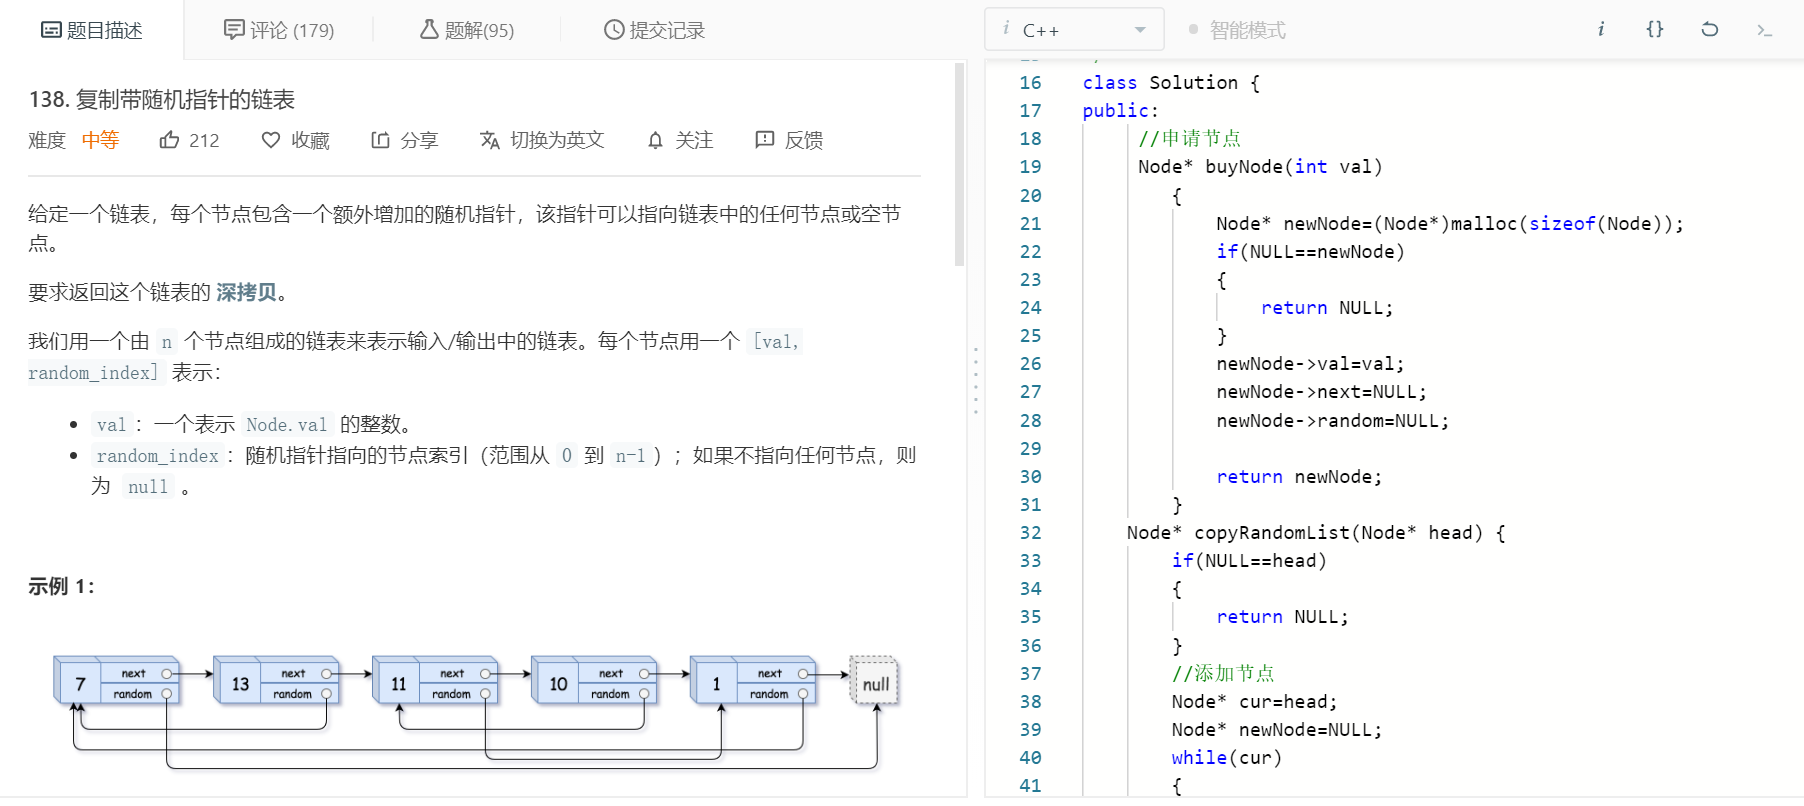 题目描述
评论 (179)
题解(95)
提交记录
138. 复制带随机指针的链表
难度 中等 212 收藏 分享 切换为英文 关注 反馈
给定一个链表，每个节点包含一个额外增加的随机指针，该指针可以指向链表中的任何节点或空节
点。
要求返回这个链表的 深拷贝。
我们用一个由 n 个节点组成的链表来表示输入/输出中的链表。每个节点用一个 [val,
random_index] 表示：
val：一个表示 Node.val 的整数。
random_index：随机指针指向的节点索引（范围从 0 到 n-1）；如果不指向任何节点，则
为 null 。
示例 1：
7 next random
13 next random
11 next random
10 next random
1 next random
null
i C++ 智能模式 i {} >_
16 class Solution {
17 public:
18 //申请节点
19 Node* buyNode(int val)
20 {
21 Node* newNode=(Node*)malloc(sizeof(Node));
22 if(NULL==newNode)
23 {
24 return NULL;
25 }
26 newNode->val=val;
27 newNode->next=NULL;
28 newNode->random=NULL;
29
30 return newNode;
31 }
32 Node* copyRandomList(Node* head) {
33 if(NULL==head)
34 {
35 return NULL;
36 }
37 //添加节点
38 Node* cur=head;
39 Node* newNode=NULL;
40 while(cur)
41 {